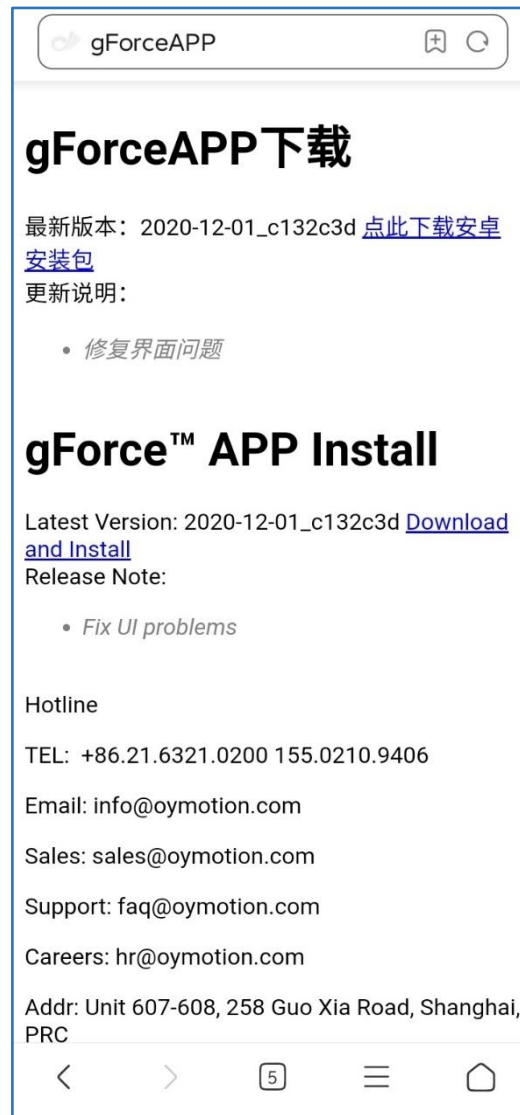 gForceAPP
gForceAPP下载
最新版本：2020-12-01_c132c3d 点此下载安卓
安装包
更新说明：
• 修复界面问题
gForce™ APP Install
Latest Version: 2020-12-01_c132c3d Download
and Install
Release Note:
• Fix UI problems
Hotline
TEL:  +86.21.6321.0200 155.0210.9406
Email: info@oymotion.com
Sales: sales@oymotion.com
Support: faq@oymotion.com
Careers: hr@oymotion.com
Addr: Unit 607-608, 258 Guo Xia Road, Shanghai,
PRC
5